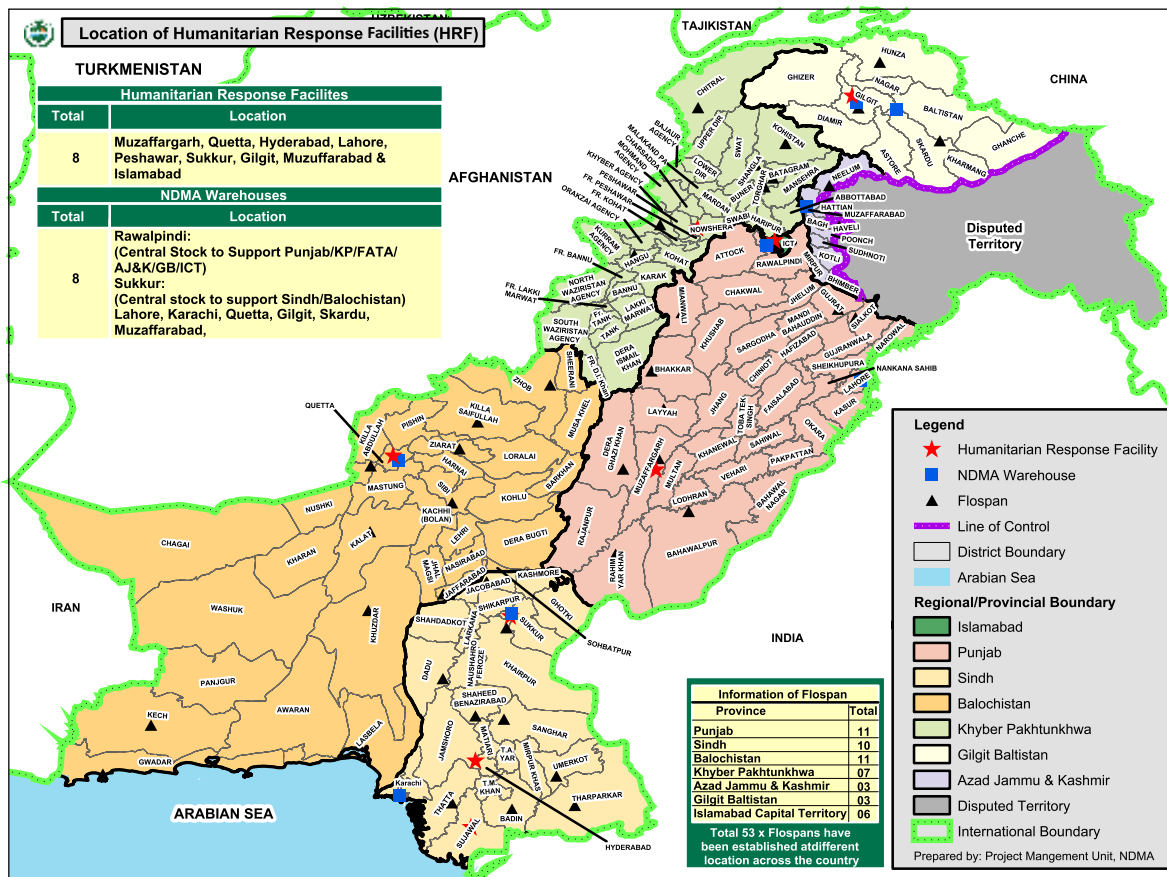 UZBEKISTAN
TAJIKISTAN
Location of Humanitarian Response Facilities (HRF)
TURKMENISTAN
CHINA
AFGHANISTAN
IRAN
INDIA
ARABIAN SEA
Disputed
Territory
Humanitarian Response Facilites
Total Location
8 Muzaffargarh, Quetta, Hyderabad, Lahore,
Peshawar, Sukkur, Gilgit, Muzuffarabad &
Islamabad
NDMA Warehouses
Total Location
8 Rawalpindi:
(Central Stock to Support Punjab/KP/FATA/
AJ&K/GB/ICT)
Sukkur:
(Central stock to support Sindh/Balochistan)
Lahore, Karachi, Quetta, Gilgit, Skardu,
Muzaffarabad,
HUNZA
GHIZER
NAGAR
GILGIT
BALTISTAN
DIAMIR
ASTORE
SKARDU
GHANCHE
KHARMANG
CHITRAL
UPPER DIR
KOHISTAN
SWAT
LOWER
DIR
SHANGLA
BATAGRAM
BUNER
TORGHAR
MANSEHRA
MARDAN
SWABI
HARIPUR
NOWSHERA
BAJAUR
AGENCY
MALAKAND PA
CHARSADDA
MOHMAND
AGENCY
KHYBER AGENCY
PESHAWAR
FR. PESHAWAR
FR. KOHAT
ORAKZAI AGENCY
KURRAM
AGENCY
HANGU
KOHAT
FR. BANNU
KARAK
NORTH
WAZIRISTAN
AGENCY
BANNU
FR. LAKKI
MARWAT
LAKKI
MARWAT
Fr.
TANK
TANK
SOUTH
WAZIRISTAN
AGENCY
DERA
ISMAIL
KHAN
FR. D.I. Khan
NEELUM
ABBOTTABAD
HATTIAN
MUZAFFARABAD
BAGH
HAVELI
POONCH
SUDHNOTI
KOTLI
MIRPUR
BHIMBER
ICT
ATTOCK
RAWALPINDI
CHAKWAL
JHELUM
GUJRAT
SIALKOT
NAROWAL
MIANWALI
KHUSHAB
SARGODHA
MANDI
BAHAUDDIN
HAFIZABAD
GUJRANWALA
SHEIKHUPURA
NANKANA SAHIB
LAHORE
KASUR
CHINIOT
FAISALABAD
BHAKKAR
JHANG
TOBA TEK
SINGH
OKARA
LAYYAH
SAHIWAL
PAKPATTAN
KHANEWAL
VEHARI
DERA
GHAZI KHAN
MUZAFFARGARH
MULTAN
LODHRAN
BAHAWAL
NAGAR
BAHAWALPUR
RAJANPUR
RAHIM
YAR KHAN
ZHOB
SHEERANI
MUSA KHEL
KILLA
SAIFULLAH
QUETTA
KILLA
ABDULLAH
PISHIN
ZIARAT
LORALAI
HARNAI
BARKHAN
MASTUNG
SIBI
KOHLU
NUSHKI
KACHHI
(BOLAN)
CHAGAI
KHARAN
KALAT
LEHRI
DERA BUGTI
NASIRABAD
JHAL
MAGSI
JAFFARABAD
SOHBATPUR
WASHUK
KHUZDAR
PANJGUR
AWARAN
KECH
GWADAR
LASBELA
KASHMORE
JACOBABAD
SHIKARPUR
GHOTKI
SHAHDADKOT
LARKANA
SUKKUR
NAUSHAHRO
FEROZE
KHAIRPUR
DADU
SHAHEED
BENAZIRABAD
JAMSHORO
MATIARI
SANGHAR
T.A
YAR
MIRPUR KHAS
UMERKOT
T.M.
KHAN
Karachi
THATTA
BADIN
THARPARKAR
SUJAWAL
HYDERABAD
Information of Flospan
Province Total
Punjab 11
Sindh 10
Balochistan 11
Khyber Pakhtunkhwa 07
Azad Jammu & Kashmir 03
Gilgit Baltistan 03
Islamabad Capital Territory 06
Total 53 x Flospans have
been established atdifferent
location across the country
Legend
Humanitarian Response Facility
NDMA Warehouse
Flospan
Line of Control
District Boundary
Arabian Sea
Regional/Provincial Boundary
Islamabad
Punjab
Sindh
Balochistan
Khyber Pakhtunkhwa
Gilgit Baltistan
Azad Jammu & Kashmir
Disputed Territory
International Boundary
Prepared by: Project Mangement Unit, NDMA